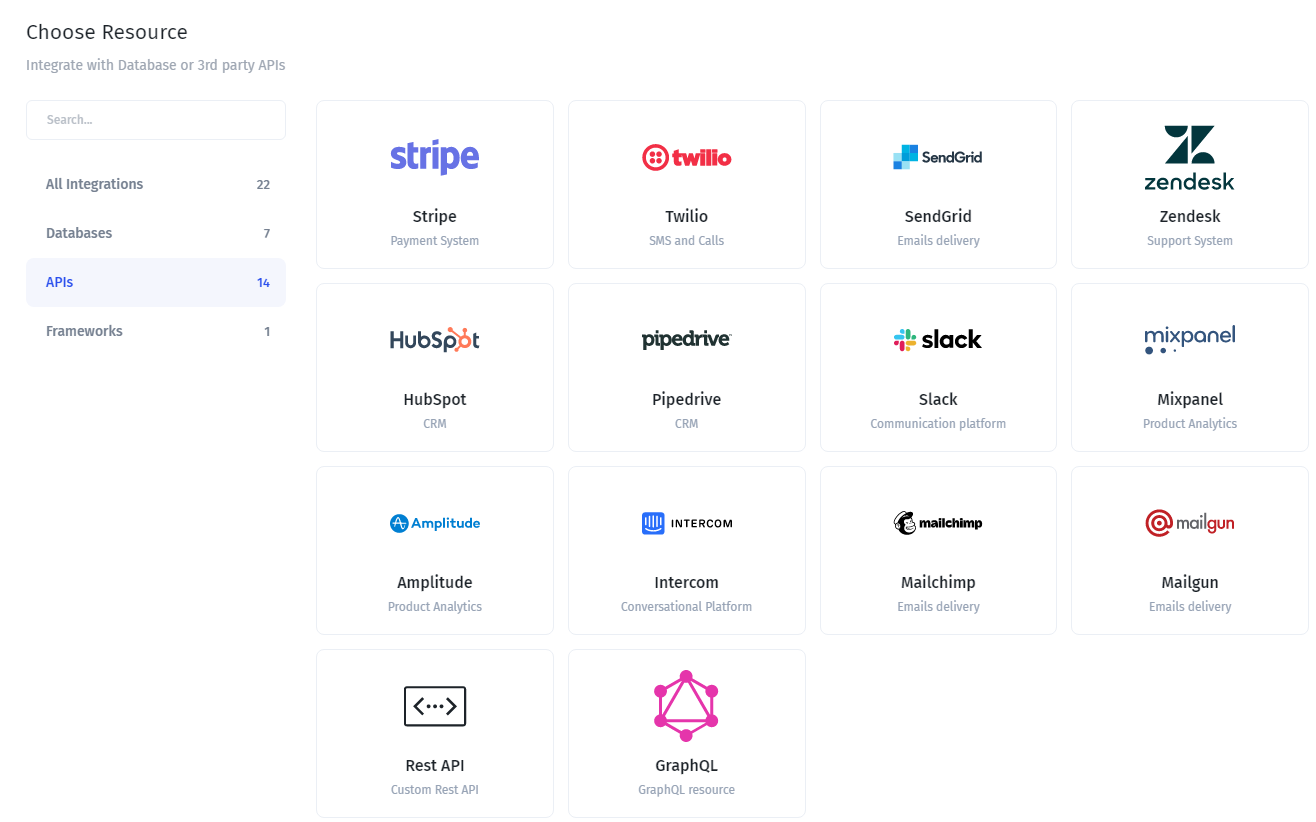 Choose Resource
Integrate with Database or 3rd party APIs
Search...
All Integrations 22
Databases 7
APIs 14
Frameworks 1
stripe
Stripe
Payment System
twilio
Twilio
SMS and Calls
SendGrid
SendGrid
Emails delivery
zendesk
Zendesk
Support System
HubSpot
HubSpot
CRM
pipedrive™
Pipedrive
CRM
slack
Slack
Communication platform
mixpanel
Mixpanel
Product Analytics
Amplitude
Amplitude
Product Analytics
INTERCOM
Intercom
Conversational Platform
mailchimp
Mailchimp
Emails delivery
mailgun
Mailgun
Emails delivery
<···>
Rest API
Custom Rest API
GraphQL
GraphQL resource